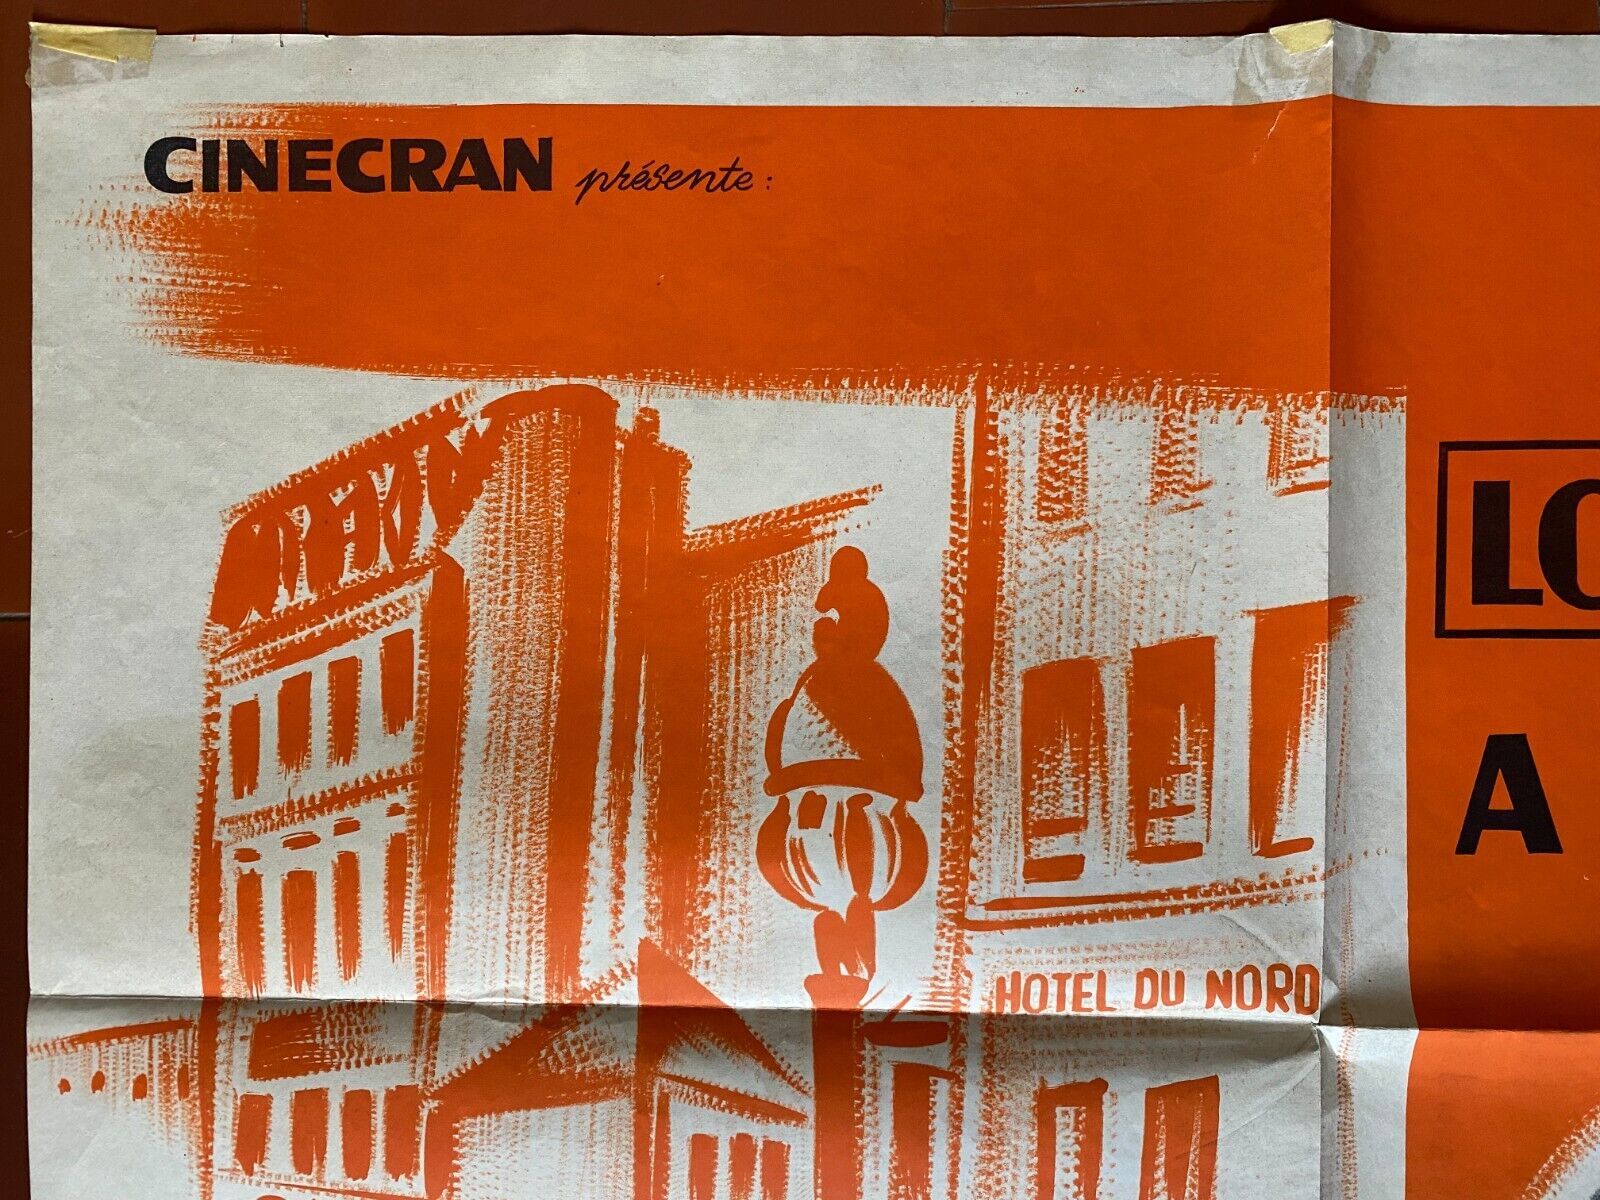 CINECRAN présente :
LO
A
HOTEL DU NORD